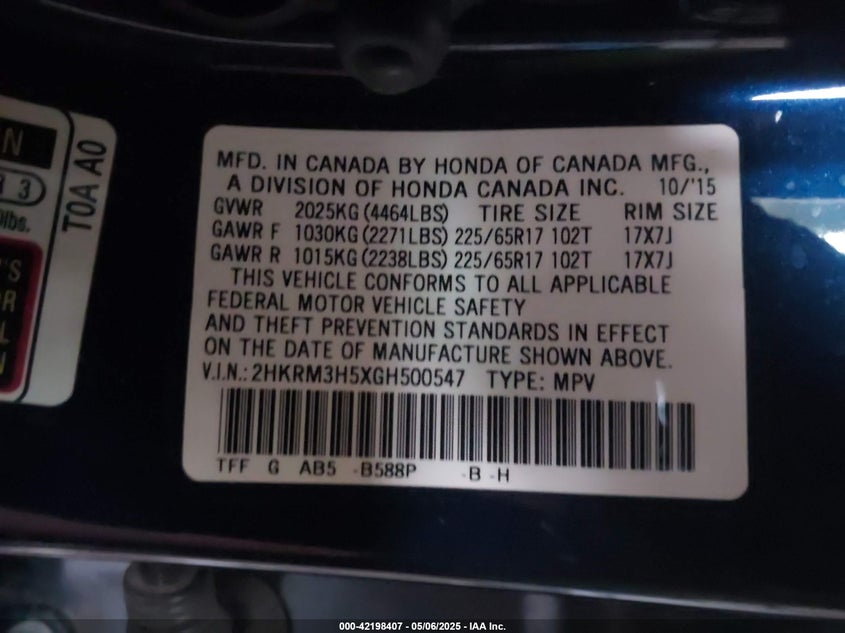 MFD. IN CANADA BY HONDA OF CANADA MFG.,
A DIVISION OF HONDA CANADA INC. 10/'15
GVWR 2025KG (4464LBS) TIRE SIZE RIM SIZE
GAWR F 1030KG (2271LBS) 225/65R17 102T 17X7J
GAWR R 1015KG (2238LBS) 225/65R17 102T 17X7J
THIS VEHICLE CONFORMS TO ALL APPLICABLE
FEDERAL MOTOR VEHICLE SAFETY
AND THEFT PREVENTION STANDARDS IN EFFECT
ON THE DATE OF MANUFACTURE SHOWN ABOVE.
V.I.N.: 2HKRM3H5XGH500547 TYPE: MPV
TFF G AB5 -B588P -B -H
T0A A0
N
3
lbs.
'S
R
L
000-42198407 - 05/06/2025 - IAA Inc.